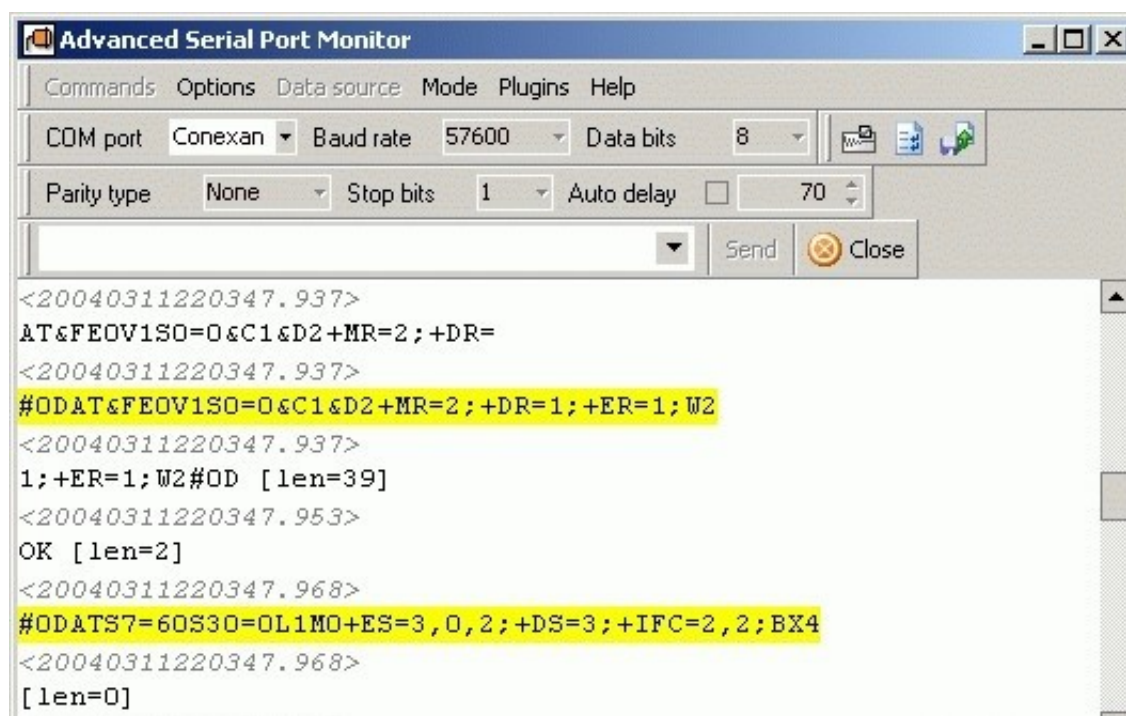 Advanced Serial Port Monitor
Commands Options Data source Mode Plugins Help
COM port Conexan Baud rate 57600 Data bits 8
Parity type None Stop bits 1 Auto delay 70
Send Close
<20040311220347.937>
AT&FE0V1S0=0&C1&D2+MR=2;+DR=
<20040311220347.937>
#0DAT&FE0V1S0=0&C1&D2+MR=2;+DR=1;+ER=1;W2
<20040311220347.937>
1;+ER=1;W2#0D [len=39]
<20040311220347.953>
OK [len=2]
<20040311220347.968>
#0DATS7=60S30=0L1M0+ES=3,0,2;+DS=3;+IFC=2,2;BX4
<20040311220347.968>
[len=0]